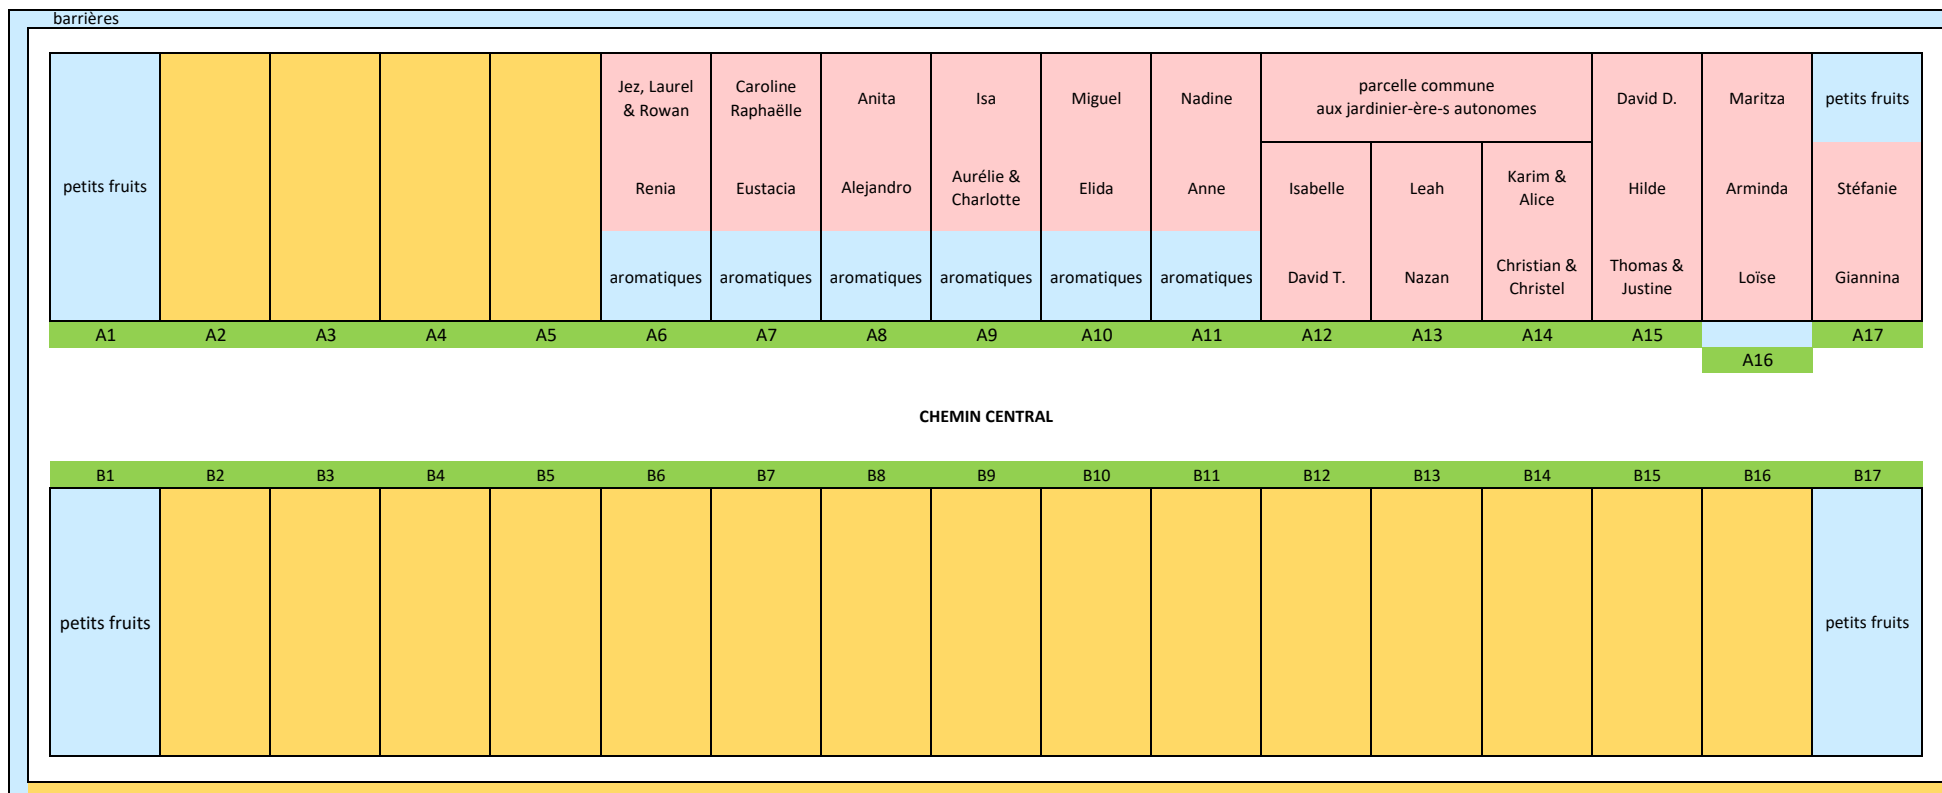 barrières
petits fruits
Jez, Laurel
& Rowan
Caroline
Raphaëlle
Anita
Isa
Miguel
Nadine
parcelle commune
aux jardinier-ère-s autonomes
David D.
Maritza
petits fruits
Renia
Eustacia
Alejandro
Aurélie &
Charlotte
Elida
Anne
Isabelle
Leah
Karim &
Alice
Hilde
Arminda
Stéfanie
aromatiques
aromatiques
aromatiques
aromatiques
aromatiques
aromatiques
David T.
Nazan
Christian &
Christel
Thomas &
Justine
Loïse
Giannina
A1 A2 A3 A4 A5 A6 A7 A8 A9 A10 A11 A12 A13 A14 A15 A17
A16
CHEMIN CENTRAL
B1 B2 B3 B4 B5 B6 B7 B8 B9 B10 B11 B12 B13 B14 B15 B16 B17
petits fruits
petits fruits